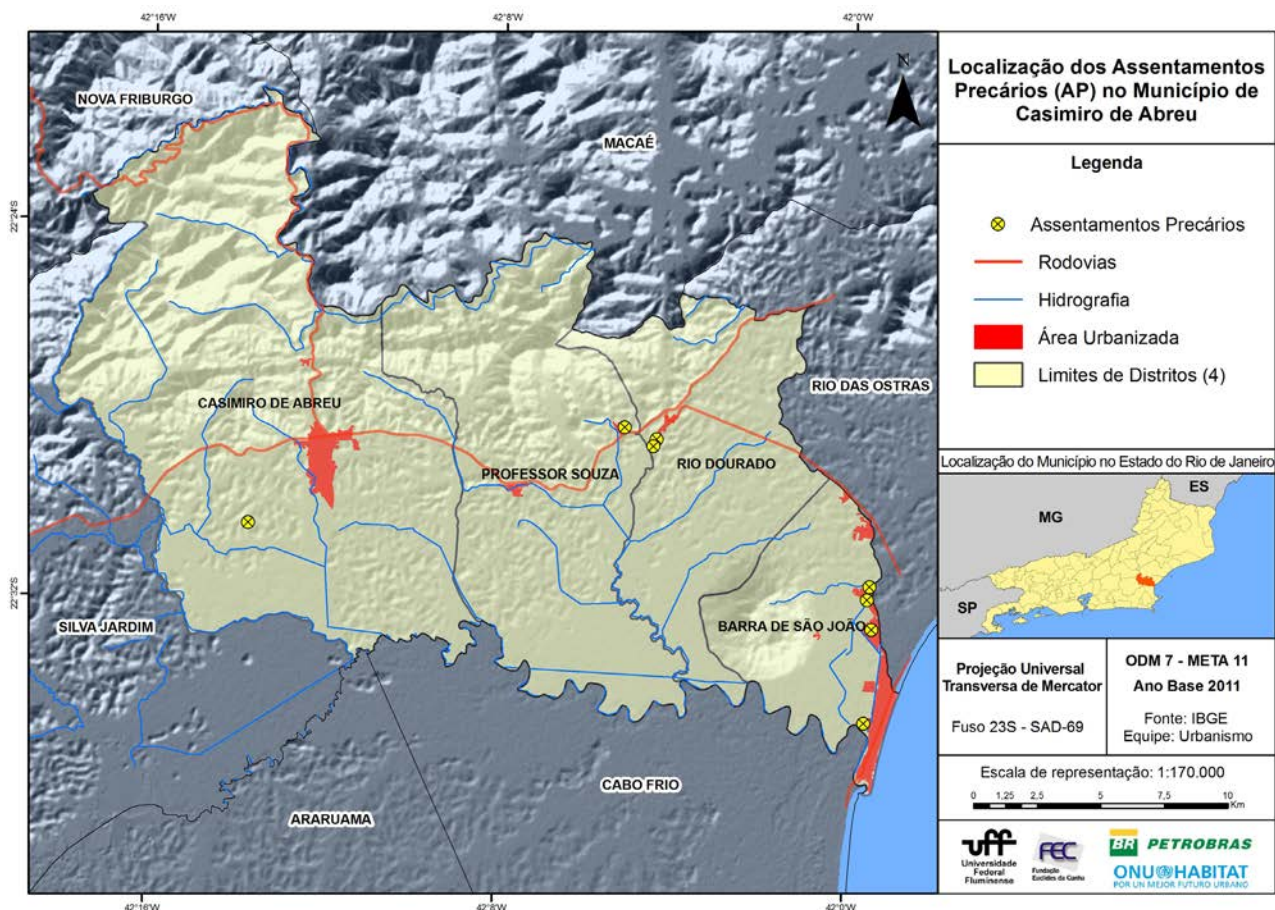 42°16'W
42°8'W
42°0'W
NOVA FRIBURGO
MACAÉ
N
22°24'S
RIO DAS OSTRAS
CASIMIRO DE ABREU
PROFESSOR SOUZA
RIO DOURADO
22°32'S
SILVA JARDIM
BARRA DE SÃO JOÃO
CABO FRIO
ARARUAMA
42°16'W
42°8'W
42°0'W
Localização dos Assentamentos
Precários (AP) no Município de
Casimiro de Abreu
Legenda
Assentamentos Precários
Rodovias
Hidrografia
Área Urbanizada
Limites de Distritos (4)
Localização do Município no Estado do Rio de Janeiro
ES
MG
SP
Projeção Universal
Transversa de Mercator
Fuso 23S - SAD-69
ODM 7 - META 11
Ano Base 2011
Fonte: IBGE
Equipe: Urbanismo
Escala de representação: 1:170.000
0 1,25 2,5 5 7,5 10
Km
uff
Universidade
Federal
Fluminense
FEC
Fundação
Euclides da Cunha
BR PETROBRAS
ONU HABITAT
POR UN MEJOR FUTURO URBANO